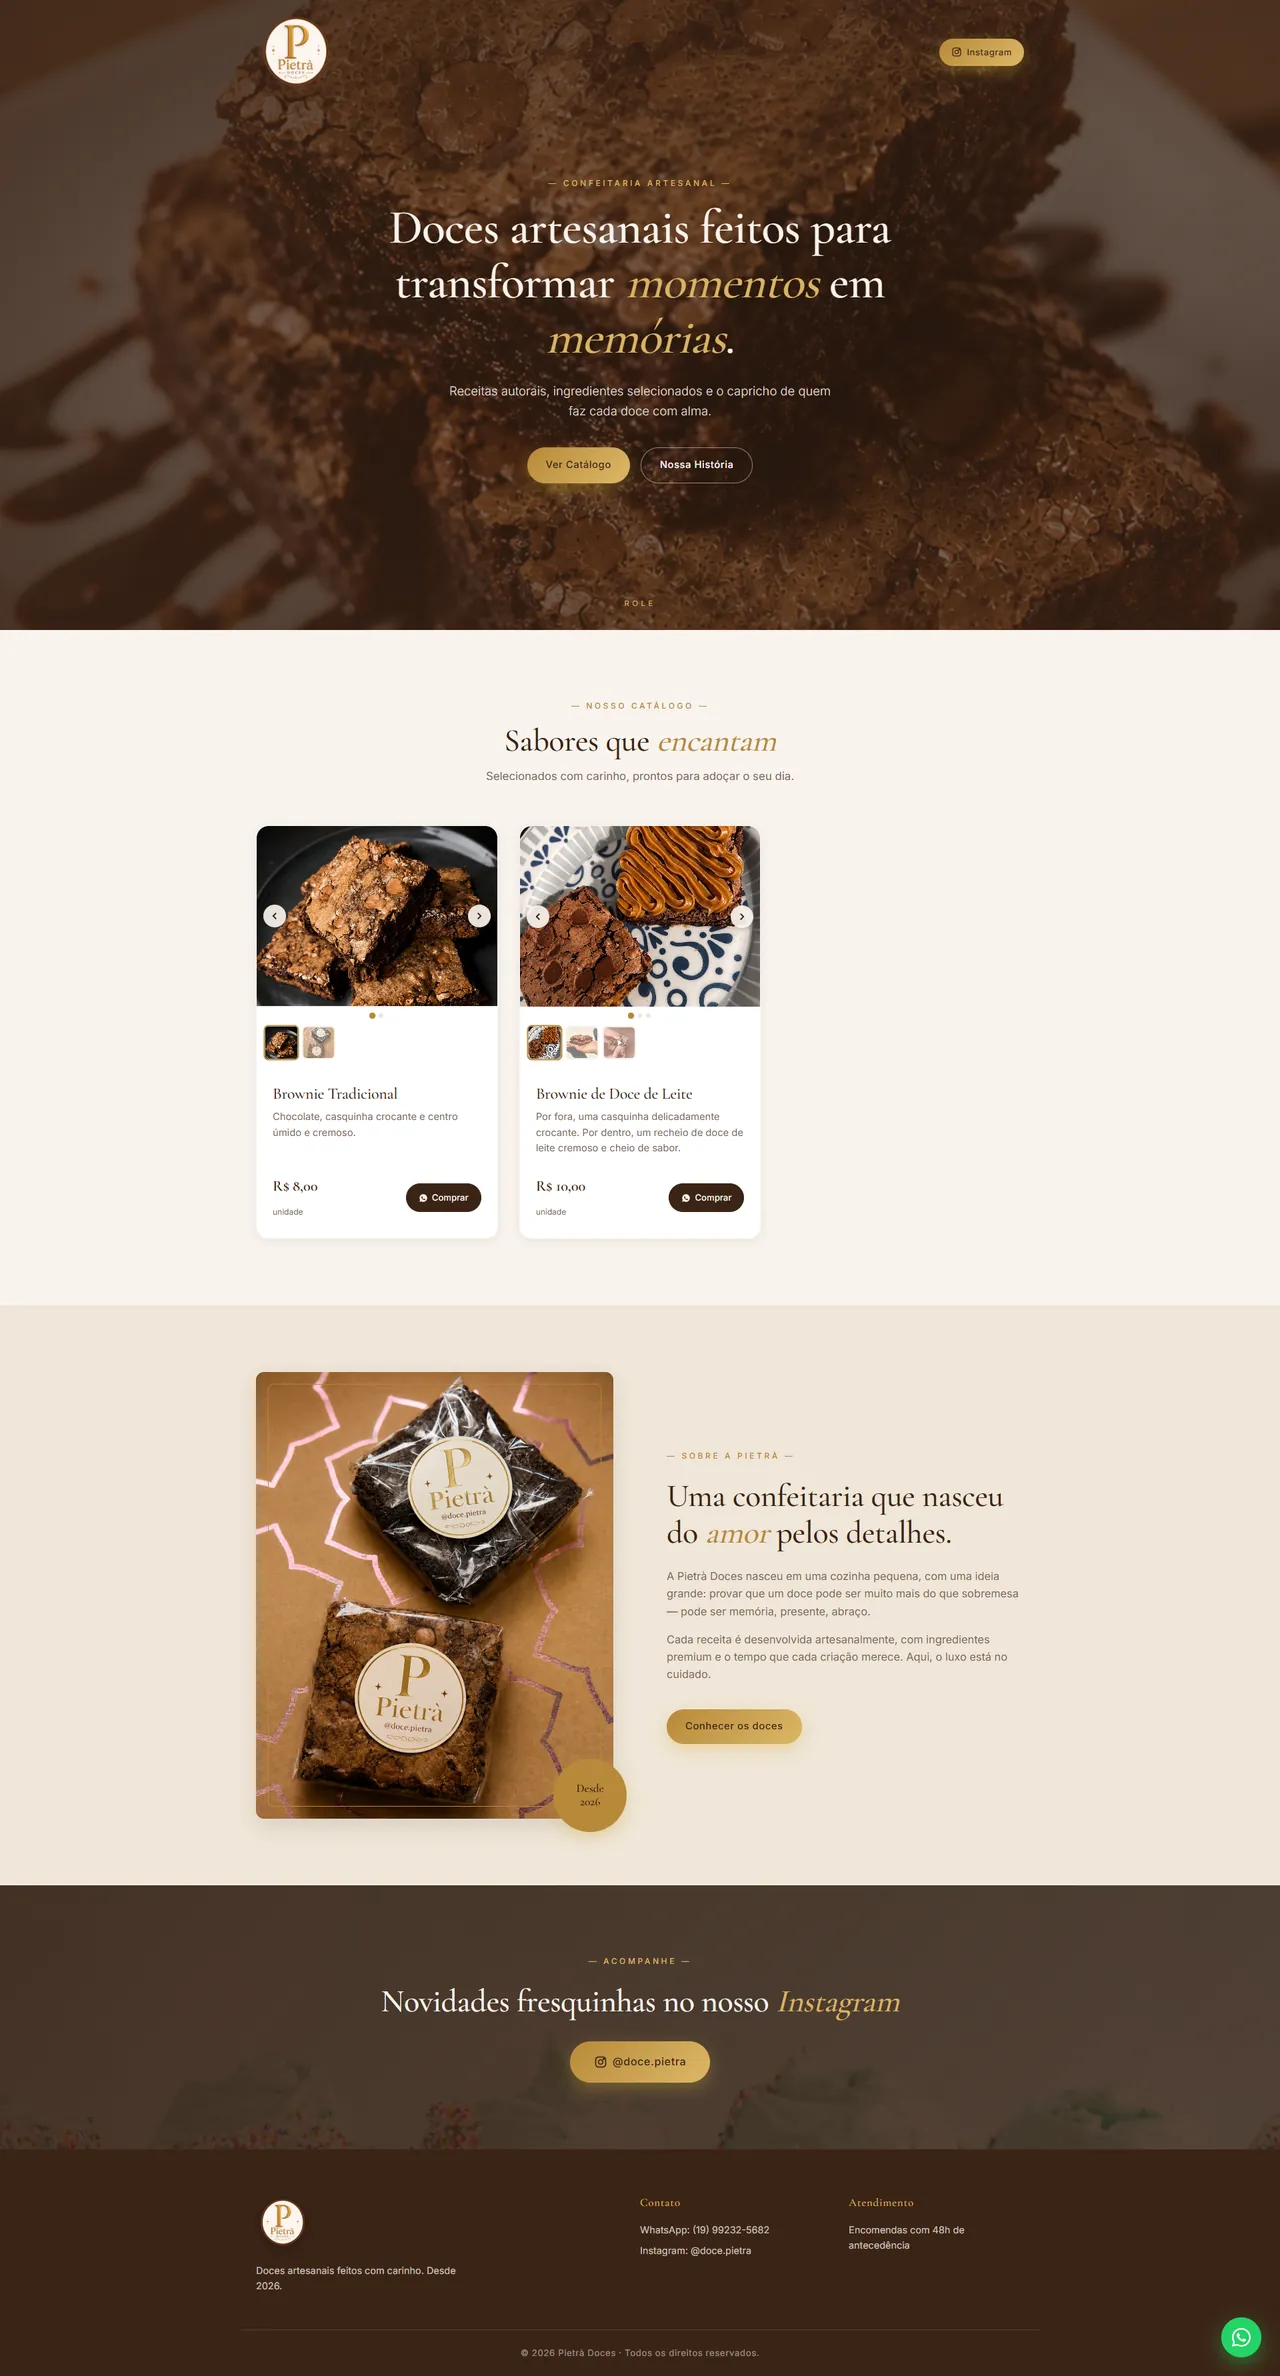 P
Pietrà
DOCES
Instagram
— CONFEITARIA ARTESANAL —
Doces artesanais feitos para
transformar momentos em
memórias.
Receitas autorais, ingredientes selecionados e o capricho de quem
faz cada doce com alma.
Ver Catálogo
Nossa História
ROLE
— NOSSO CATÁLOGO —
Sabores que encantam
Selecionados com carinho, prontos para adoçar o seu dia.
Brownie Tradicional
Chocolate, casquinha crocante e centro
úmido e cremoso.
R$ 8,00
unidade
Comprar
Brownie de Doce de Leite
Por fora, uma casquinha delicadamente
crocante. Por dentro, um recheio de doce de
leite cremoso e cheio de sabor.
R$ 10,00
unidade
Comprar
P
Pietrà
@doce.pietra
P
Pietrà
@doce.pietra
Desde
2026
— SOBRE A PIETRÀ —
Uma confeitaria que nasceu
do amor pelos detalhes.
A Pietrà Doces nasceu em uma cozinha pequena, com uma ideia
grande: provar que um doce pode ser muito mais do que sobremesa
— pode ser memória, presente, abraço.
Cada receita é desenvolvida artesanalmente, com ingredientes
premium e o tempo que cada criação merece. Aqui, o luxo está no
cuidado.
Conhecer os doces
— ACOMPANHE —
Novidades fresquinhas no nosso Instagram
@doce.pietra
P
Pietrà
Doces artesanais feitos com carinho. Desde
2026.
Contato
WhatsApp: (19) 99232-5682
Instagram: @doce.pietra
Atendimento
Encomendas com 48h de
antecedência
© 2026 Pietrà Doces · Todos os direitos reservados.